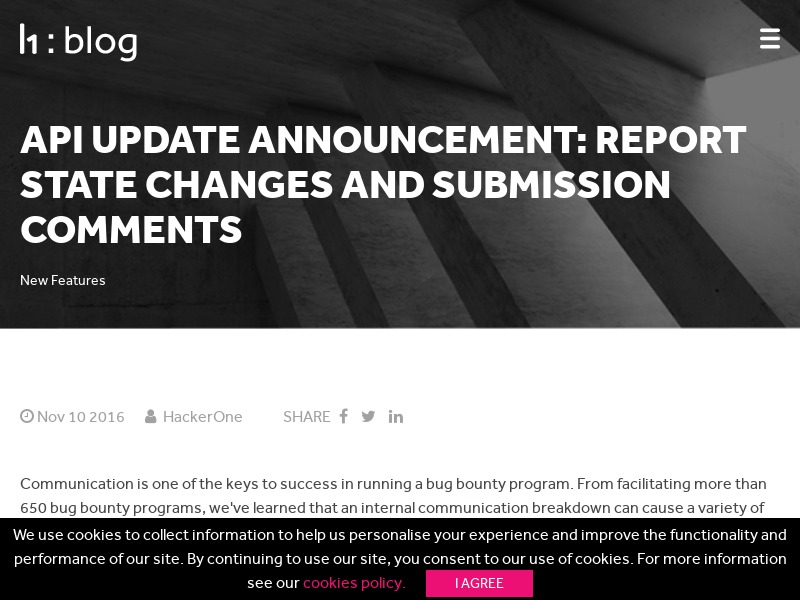 h1 : blog
API UPDATE ANNOUNCEMENT: REPORT
STATE CHANGES AND SUBMISSION
COMMENTS
New Features
Nov 10 2016 HackerOne SHARE
Communication is one of the keys to success in running a bug bounty program. From facilitating more than
650 bug bounty programs, we've learned that an internal communication breakdown can cause a variety of
We use cookies to collect information to help us personalise your experience and improve the functionality and
performance of our site. By continuing to use our site, you consent to our use of cookies. For more information
see our cookies policy. I AGREE